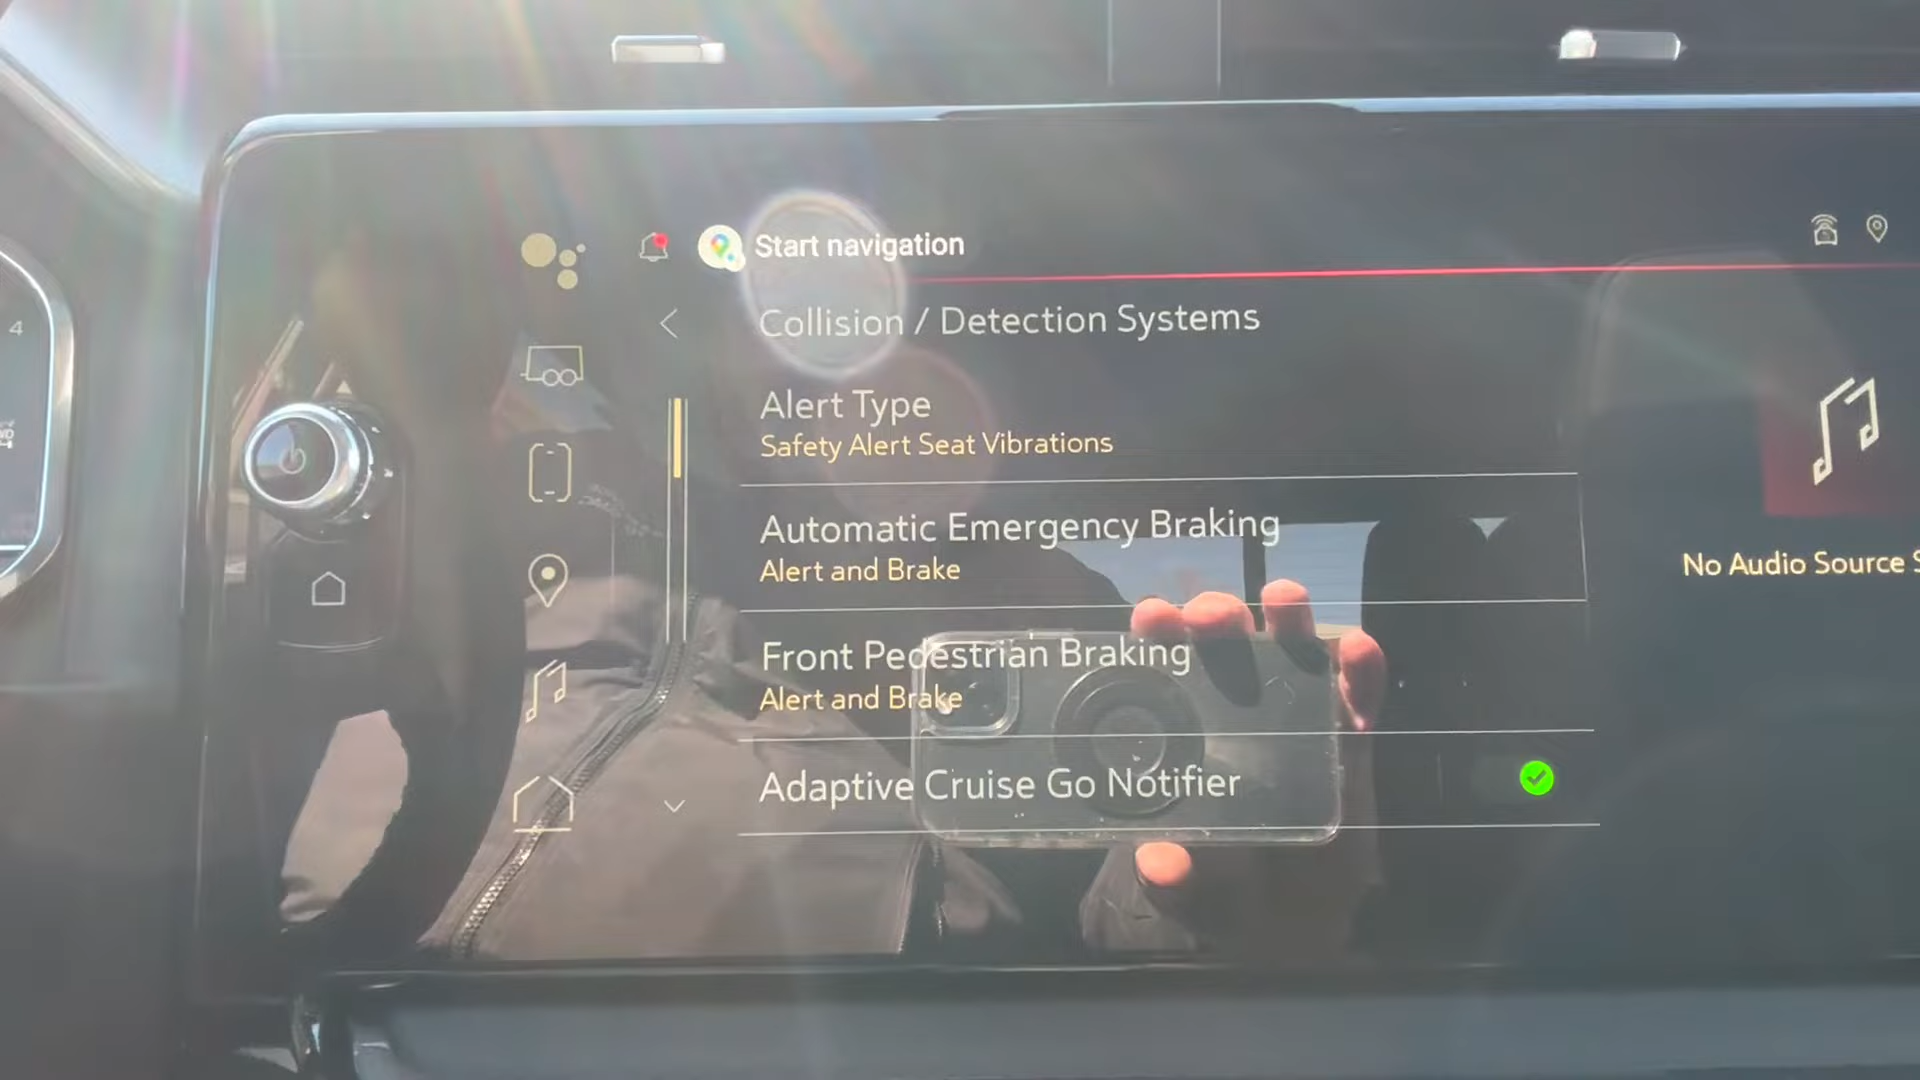 Start navigation
Collision / Detection Systems
Alert Type
Safety Alert Seat Vibrations
Automatic Emergency Braking
Alert and Brake
Front Pedestrian Braking
Alert and Brake
Adaptive Cruise Go Notifier
No Audio Source S
4